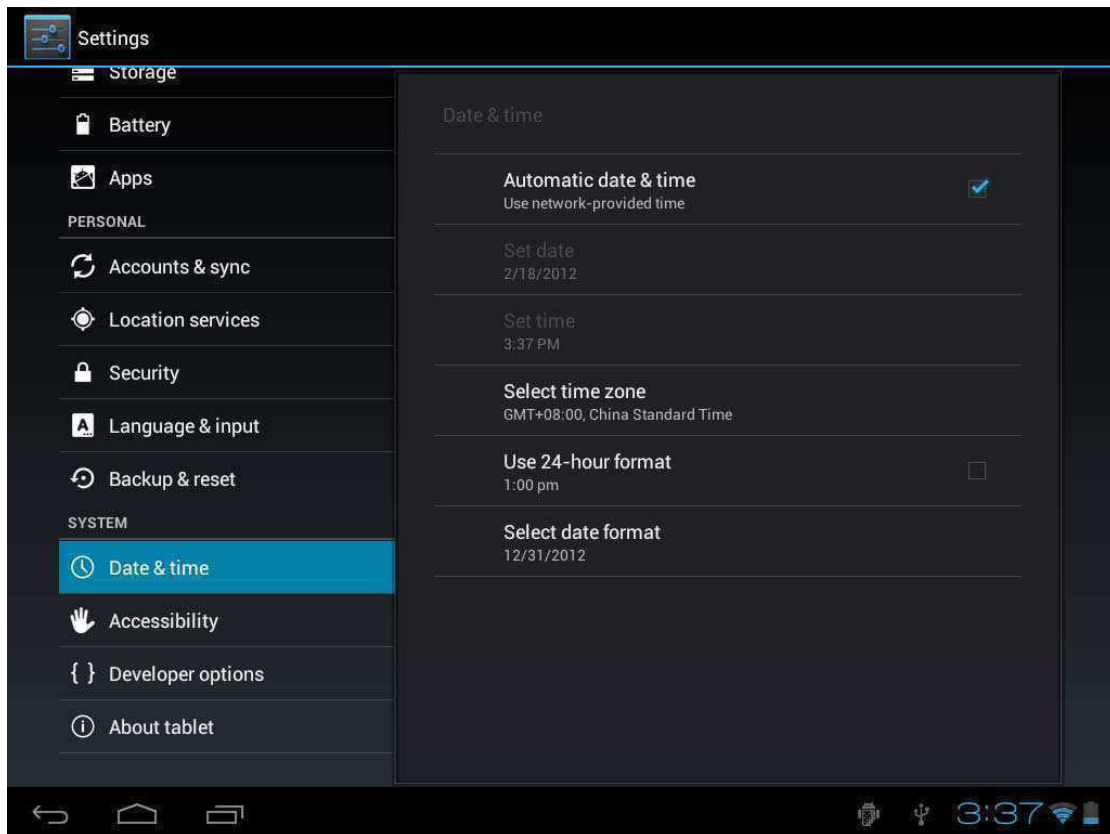 Settings
Storage
Battery
Apps
PERSONAL
Accounts & sync
Location services
Security
Language & input
Backup & reset
SYSTEM
Date & time
Accessibility
Developer options
About tablet
Date & time
Automatic date & time
Use network-provided time
Set date
2/18/2012
Set time
3:37 PM
Select time zone
GMT+08:00, China Standard Time
Use 24-hour format
1:00 pm
Select date format
12/31/2012
3:37